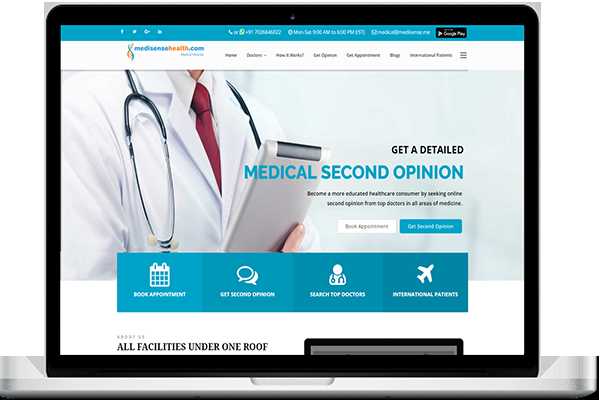 or +91 7026646022 Mon-Sat 9:00 AM to 6:00 PM (IST) medical@medisense.me Google Play
medisensehealth.com
Home Doctors How It Works? Get Opinion Get Appointment Blogs International Patients
GET A DETAILED
MEDICAL SECOND OPINION
Become a more educated healthcare consumer by seeking online
second opinion from top doctors in all areas of medicine.
Book Appointment Get Second Opinion
BOOK APPOINTMENT GET SECOND OPINION SEARCH TOP DOCTORS INTERNATIONAL PATIENTS
ABOUT US
ALL FACILITIES UNDER ONE ROOF